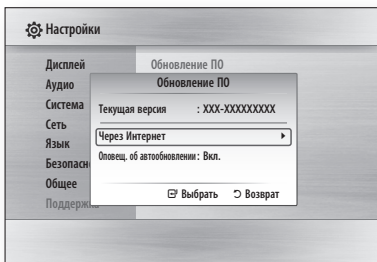 Настройки
Дисплей
Обновление ПО
Аудио
Система
Сеть
Язык
Общее
Обновление ПО
Текущая версия : XXX-XXXXXXXXX
Через Интернет
Оповещ. об автообновлении : Вкл.
Выбрать Возврат